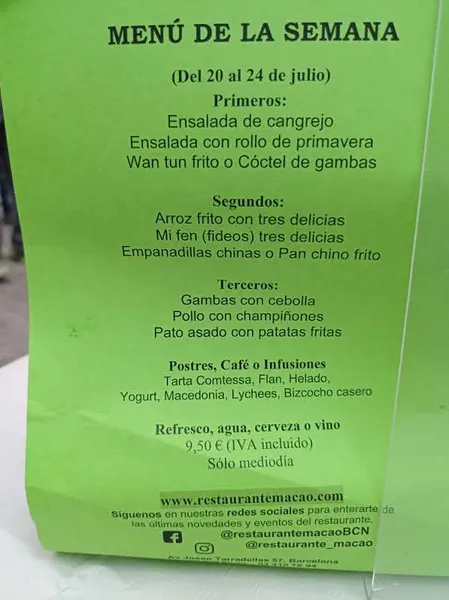 MENÚ DE LA SEMANA
(Del 20 al 24 de julio)
Primeros:
Ensalada de cangrejo
Ensalada con rollo de primavera
Wan tun frito o Cóctel de gambas
Segundos:
Arroz frito con tres delicias
Mi fen (fideos) tres delicias
Empanadillas chinas o Pan chino frito
Terceros:
Gambas con cebolla
Pollo con champiñones
Pato asado con patatas fritas
Postres, Café o Infusiones
Tarta Comtessa, Flan, Helado,
Yogurt, Macedonia, Lychees, Bizcocho casero
Refresco, agua, cerveza o vino
9,50 € (IVA incluido)
Sólo mediodía
www.restaurantemacao.com
Síguenos en nuestras redes sociales para enterarte de
las últimas novedades y eventos del restaurante.
@restaurantemacaoBCN
@restaurante_macao
Av Josep Tarradellas 57, Barcelona